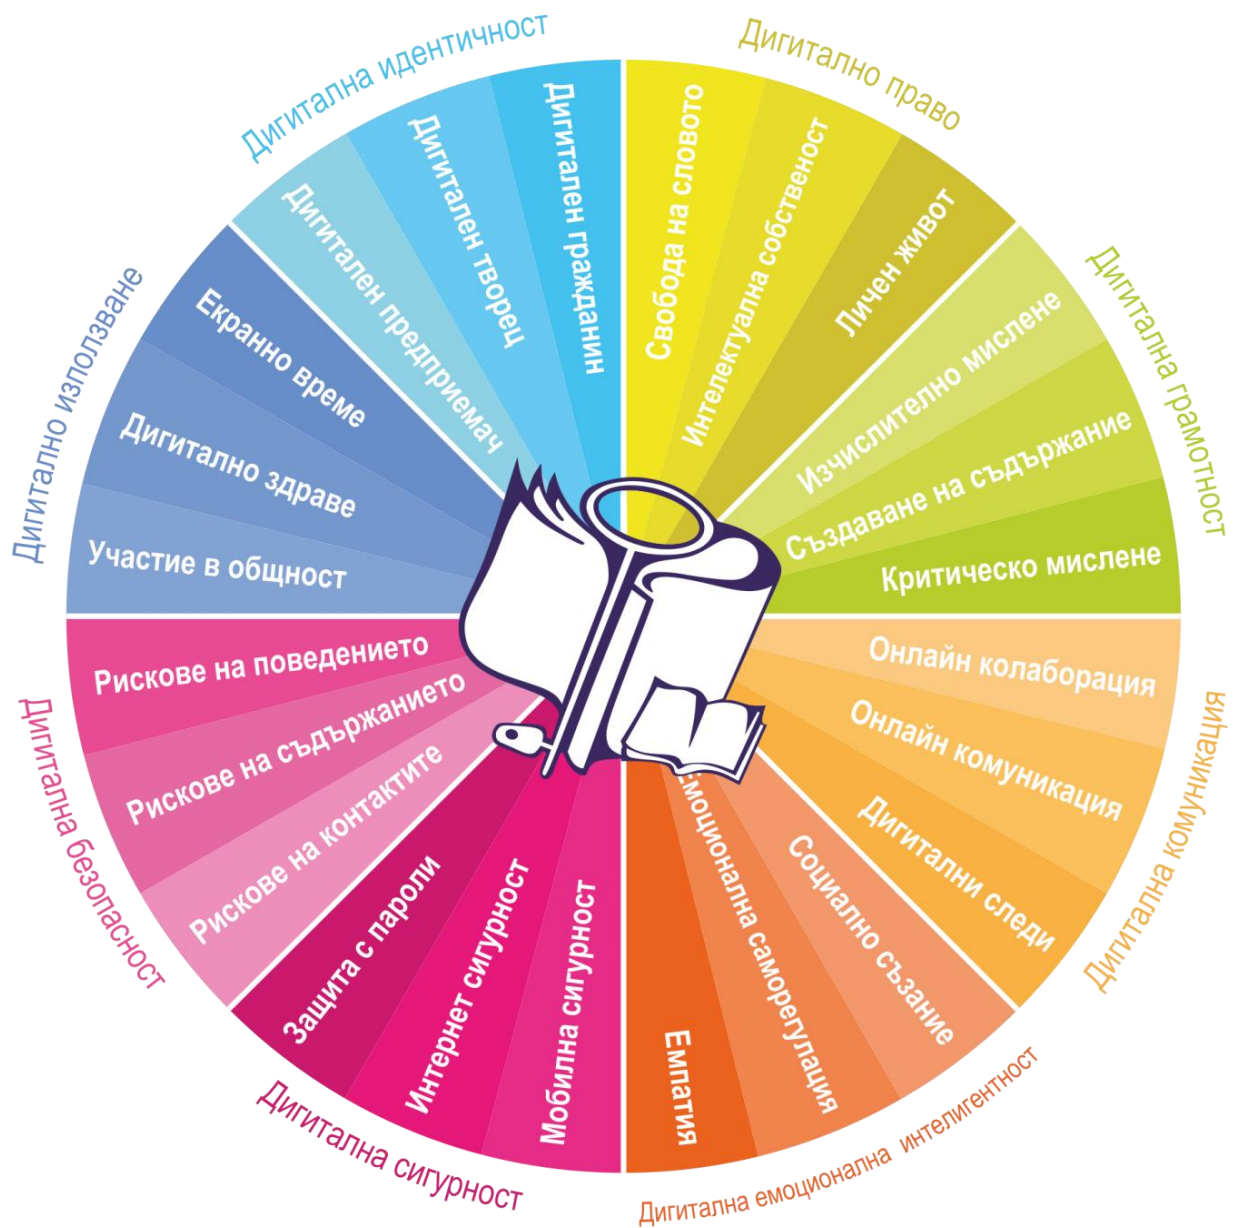 Дигитално право
Свобода на словото
Интелектуална собственост
Личен живот
Дигитална грамотност
Изчислително мислене
Създаване на съдържание
Критическо мислене
Дигитална комуникация
Онлайн колаборация
Онлайн комуникация
Дигитални следи
Дигитална емоционална интелигентност
Социално съзание
Емоционална саморегулация
Емпатия
Дигитална сигурност
Мобилна сигурност
Интернет сигурност
Защита с пароли
Дигитална безопасност
Рискове на контактите
Рискове на съдържанието
Рискове на поведението
Дигитално използване
Участие в общност
Дигитално здраве
Екранно време
Дигитална идентичност
Дигитален предприемач
Дигитален творец
Дигитален гражданин